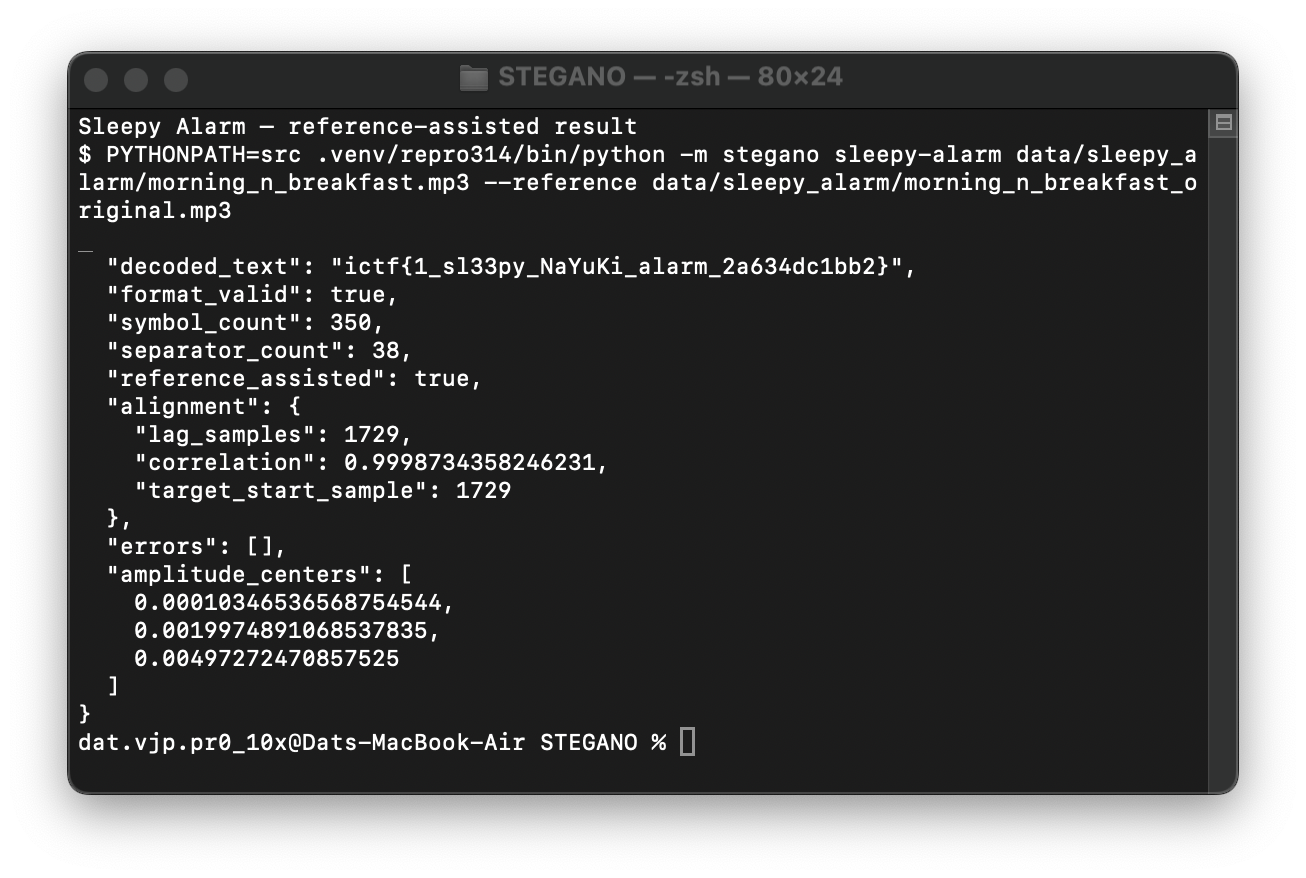 STEGANO — -zsh — 80×24
Sleepy Alarm — reference-assisted result
$ PYTHONPATH=src .venv/repro314/bin/python -m stegano sleepy-alarm data/sleepy_a
larm/morning_n_breakfast.mp3 --reference data/sleepy_alarm/morning_n_breakfast_o
riginal.mp3
_
  "decoded_text": "ictf{1_sl33py_NaYuKi_alarm_2a634dc1bb2}",
  "format_valid": true,
  "symbol_count": 350,
  "separator_count": 38,
  "reference_assisted": true,
  "alignment": {
    "lag_samples": 1729,
    "correlation": 0.9998734358246231,
    "target_start_sample": 1729
  },
  "errors": [],
  "amplitude_centers": [
    0.00010346536568754544,
    0.0019974891068537835,
    0.00497272470857525
  ]
}
dat.vjp.pr0_10x@Dats-MacBook-Air STEGANO %